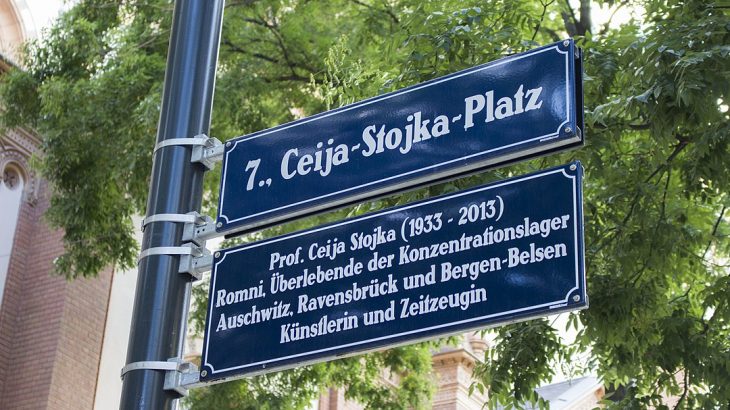 7., Ceija-Stojka-Platz
Prof. Ceija Stojka (1933 - 2013)
Romni, Überlebende der Konzentrationslager
Auschwitz, Ravensbrück und Bergen-Belsen
Künstlerin und Zeitzeugin